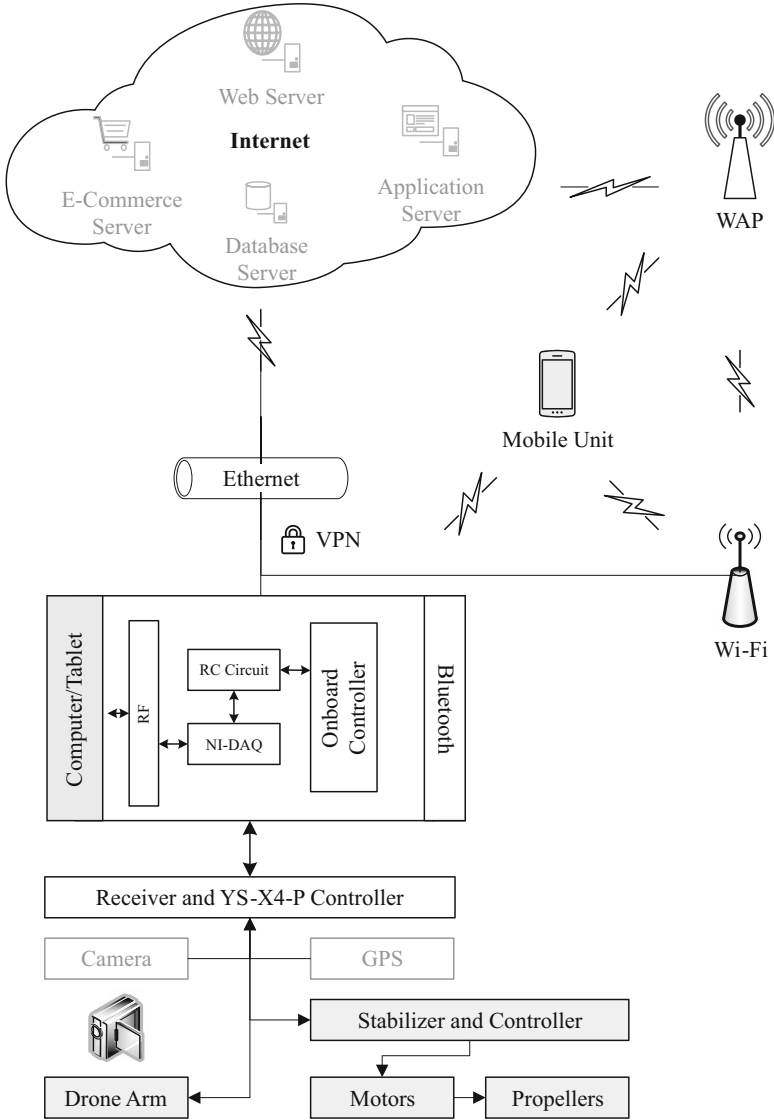 Web Server
Internet
E-Commerce
Server
Application
Server
Database
Server
WAP
Mobile Unit
Ethernet
VPN
Wi-Fi
Computer/Tablet
RF
RC Circuit
NI-DAQ
Onboard
Controller
Bluetooth
Receiver and YS-X4-P Controller
Camera
GPS
Stabilizer and Controller
Drone Arm
Motors
Propellers